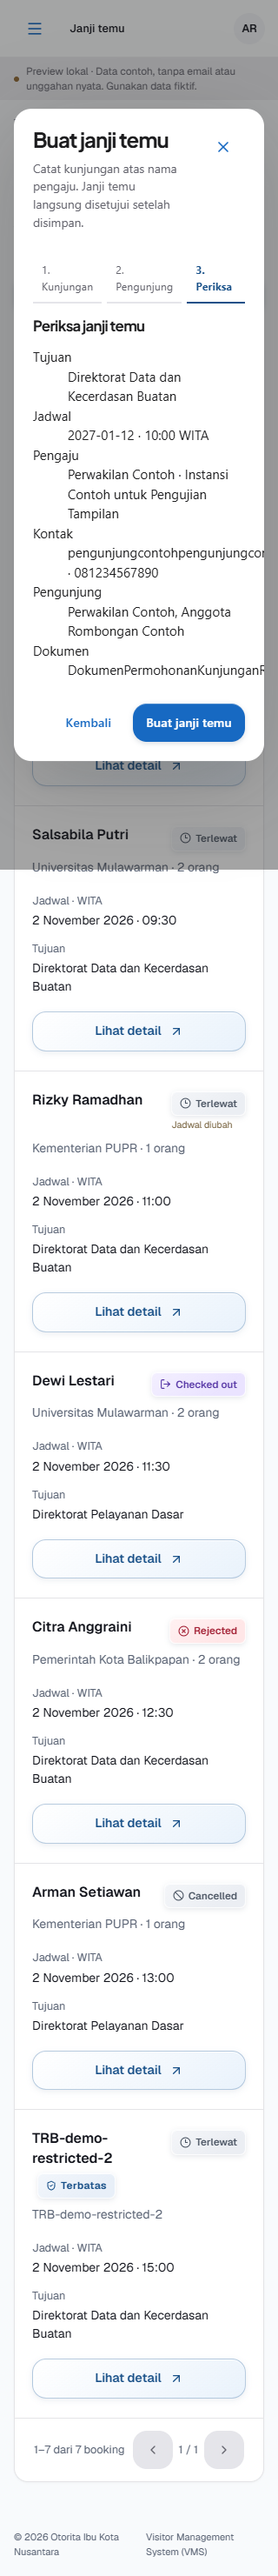 Janji temu
AR
Preview lokal · Data contoh, tanpa email atau
unggahan nyata. Gunakan data fiktif.
Buat janji temu
Catat kunjungan atas nama
pengaju. Janji temu
langsung disetujui setelah
disimpan.
1.
Kunjungan
2.
Pengunjung
3.
Periksa
Periksa janji temu
Tujuan
Direktorat Data dan
Kecerdasan Buatan
Jadwal
2027-01-12 · 10:00 WITA
Pengaju
Perwakilan Contoh · Instansi
Contoh untuk Pengujian
Tampilan
Kontak
pengunjungcontohpengunjungcon
· 081234567890
Pengunjung
Perwakilan Contoh, Anggota
Rombongan Contoh
Dokumen
DokumenPermohonanKunjunganR
Kembali
Buat janji temu
Lihat detail
Salsabila Putri
Terlewat
Universitas Mulawarman · 2 orang
Jadwal · WITA
2 November 2026 · 09:30
Tujuan
Direktorat Data dan Kecerdasan
Buatan
Lihat detail
Rizky Ramadhan
Terlewat
Jadwal diubah
Kementerian PUPR · 1 orang
Jadwal · WITA
2 November 2026 · 11:00
Tujuan
Direktorat Data dan Kecerdasan
Buatan
Lihat detail
Dewi Lestari
Checked out
Universitas Mulawarman · 2 orang
Jadwal · WITA
2 November 2026 · 11:30
Tujuan
Direktorat Pelayanan Dasar
Lihat detail
Citra Anggraini
Rejected
Pemerintah Kota Balikpapan · 2 orang
Jadwal · WITA
2 November 2026 · 12:30
Tujuan
Direktorat Data dan Kecerdasan
Buatan
Lihat detail
Arman Setiawan
Cancelled
Kementerian PUPR · 1 orang
Jadwal · WITA
2 November 2026 · 13:00
Tujuan
Direktorat Pelayanan Dasar
Lihat detail
TRB-demo-
restricted-2
Terlewat
Terbatas
TRB-demo-restricted-2
Jadwal · WITA
2 November 2026 · 15:00
Tujuan
Direktorat Data dan Kecerdasan
Buatan
Lihat detail
1–7 dari 7 booking
1 / 1
© 2026 Otorita Ibu Kota
Nusantara
Visitor Management
System (VMS)